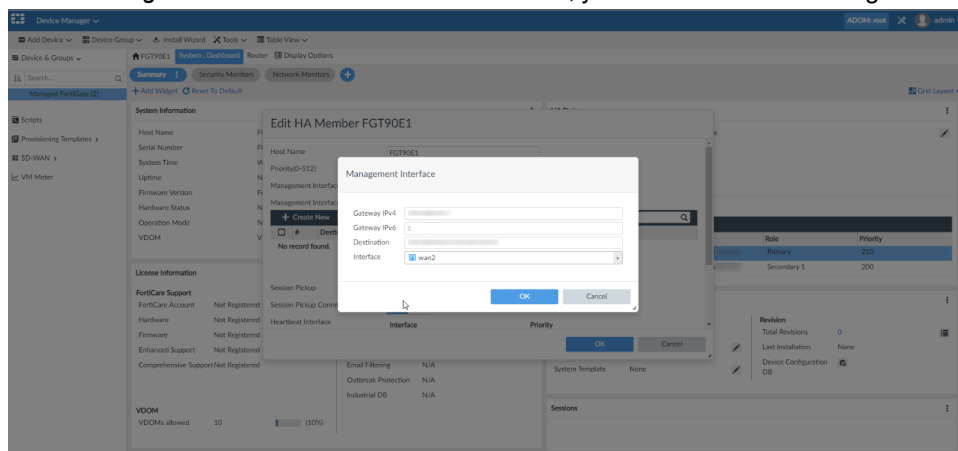 Device Manager
ADOM: root
admin
Add Device
Device Group
Install Wizard
Tools
Table View
Device & Groups
FGT90E1
System : Dashboard
Router
Display Options
Search...
Summary
Security Monitors
Network Monitors
Managed FortiGate (2)
+ Add Widget
Reset To Default
Grid Layout
Scripts
Provisioning Templates
SD-WAN
VM Meter
System Information
Host Name
Serial Number
System Time
Uptime
Firmware Version
Hardware Status
Operation Mode
VDOM
Edit HA Member FGT90E1
Host Name
FGT90E1
Priority(0-512)
Management Interfac
Management Interfac
+ Create New
#
Desti
No record found.
Session Pickup
Session Pickup Conne
Heartbeat Interface
Interface
Priority
OK
Cancel
Management Interface
Gateway IPv4
Gateway IPv6
::
Destination
Interface
wan2
OK
Cancel
Role
Priority
Primary
210
Secondary 1
200
License Information
FortiCare Support
FortiCare Account
Not Registered
Hardware
Not Registered
Firmware
Not Registered
Enhanced Support
Not Registered
Comprehensive Support
Not Registered
Email Filtering
N/A
Outbreak Protection
N/A
Industrial DB
N/A
VDOM
VDOMs allowed
10
(10%)
System Template
None
Revision
Total Revisions
0
Last Installation
None
Device Configuration
DB
Sessions